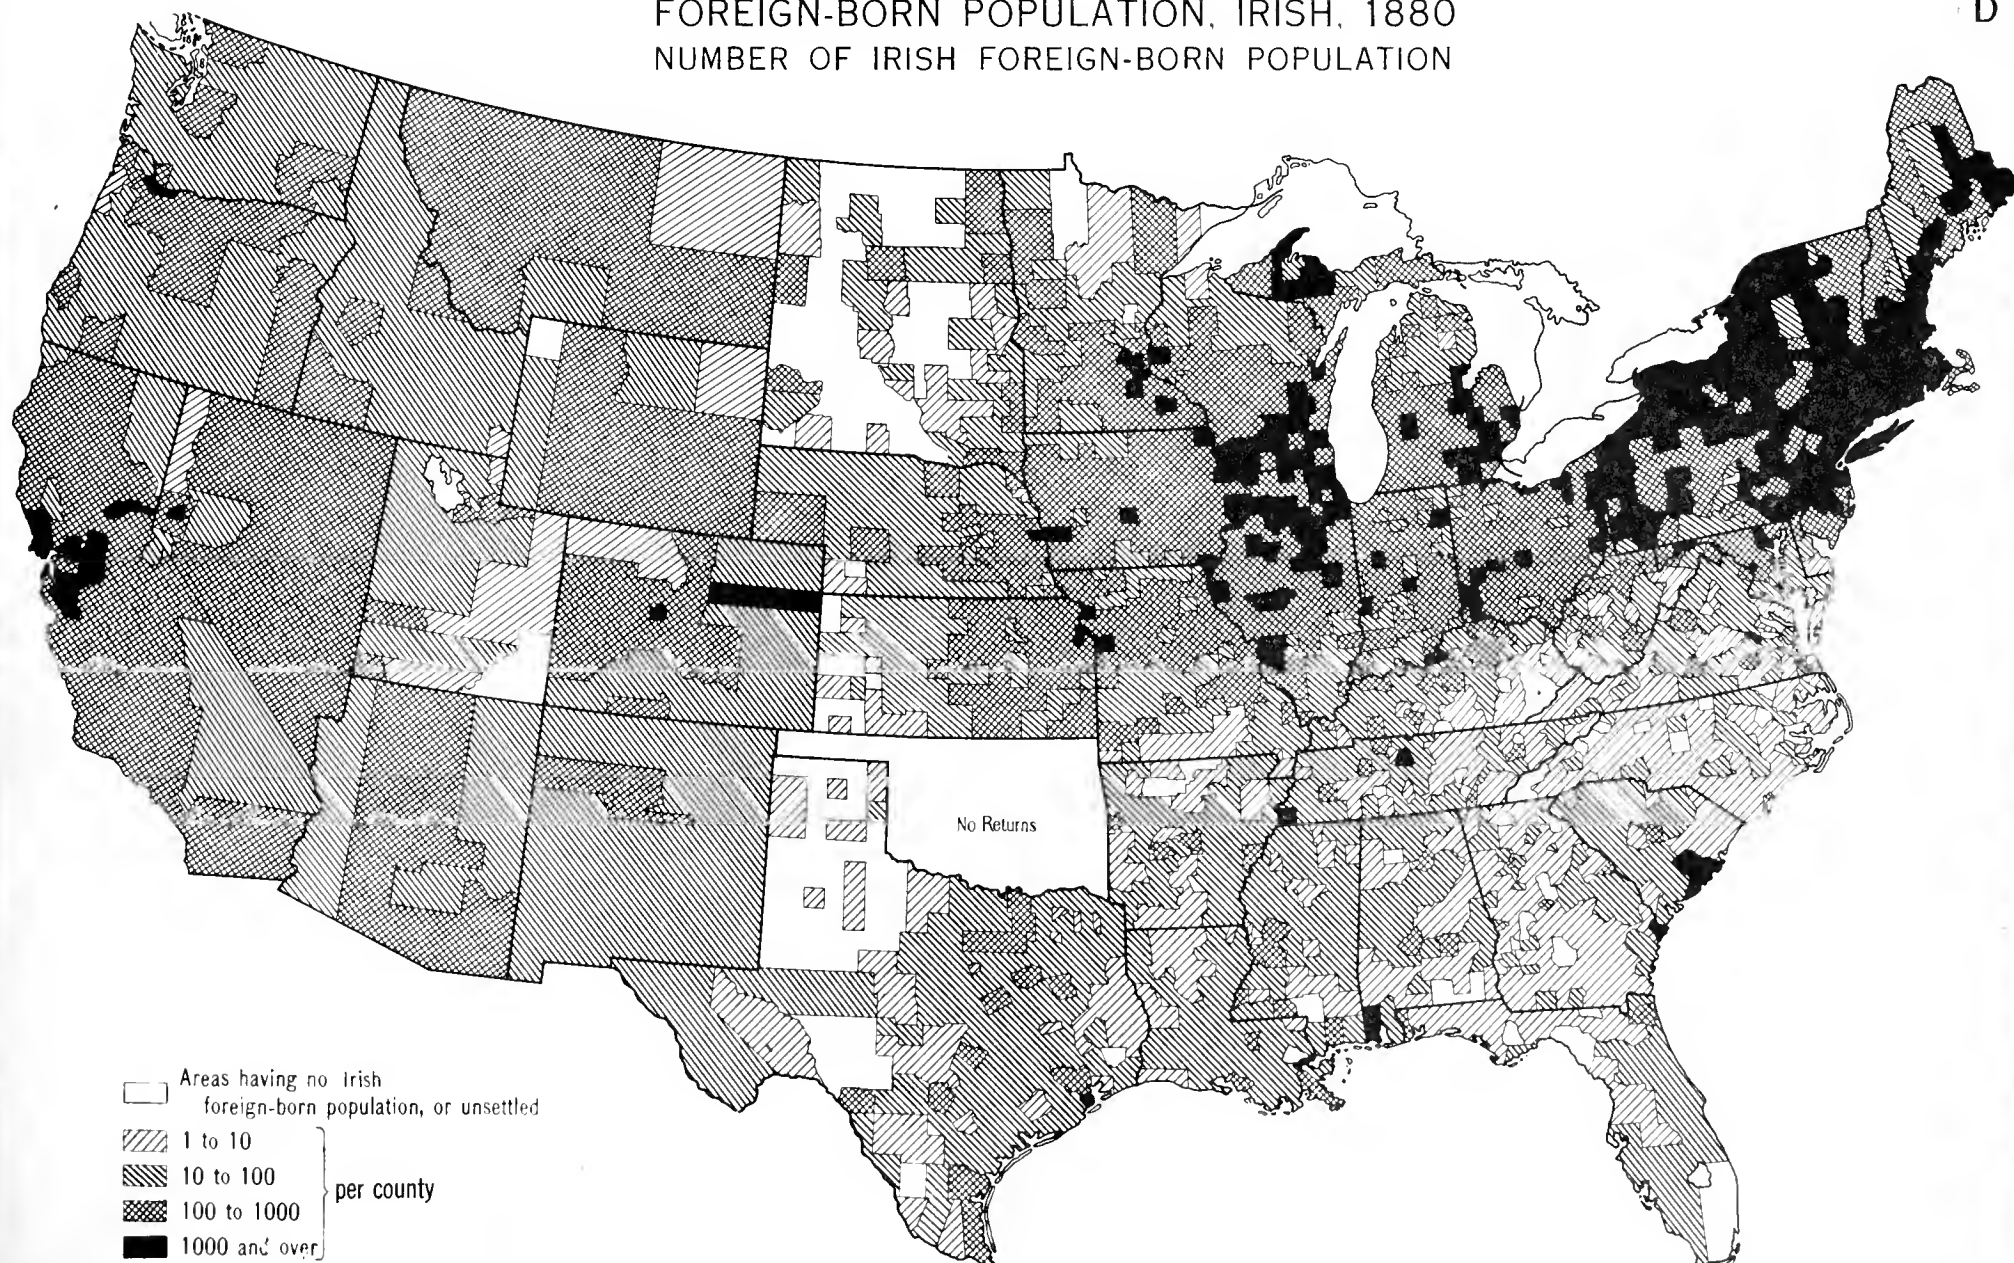 FOREIGN-BORN POPULATION, IRISH, 1880
D
NUMBER OF IRISH FOREIGN-BORN POPULATION
No Returns
Areas having no Irish
foreign-born population, or unsettled
1 to 10
10 to 100
per county
100 to 1000
1000 and over